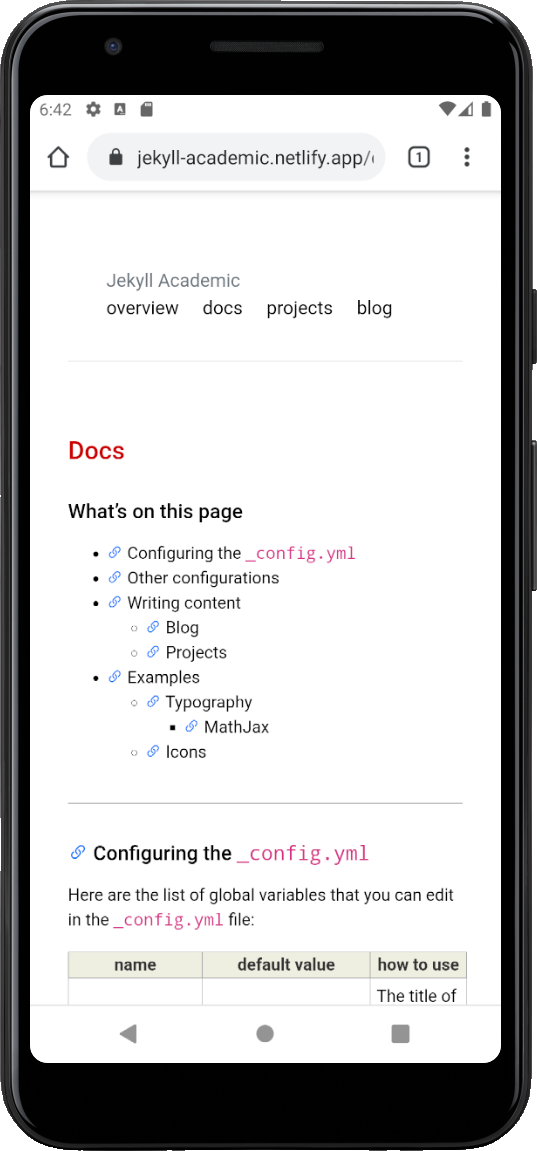 6:42
jekyll-academic.netlify.app/
1
Jekyll Academic
overview docs projects blog
Docs
What's on this page
Configuring the _config.yml
Other configurations
Writing content
Blog
Projects
Examples
Typography
MathJax
Icons
Configuring the _config.yml
Here are the list of global variables that you can edit
in the _config.yml file:
name default value how to use
The title of